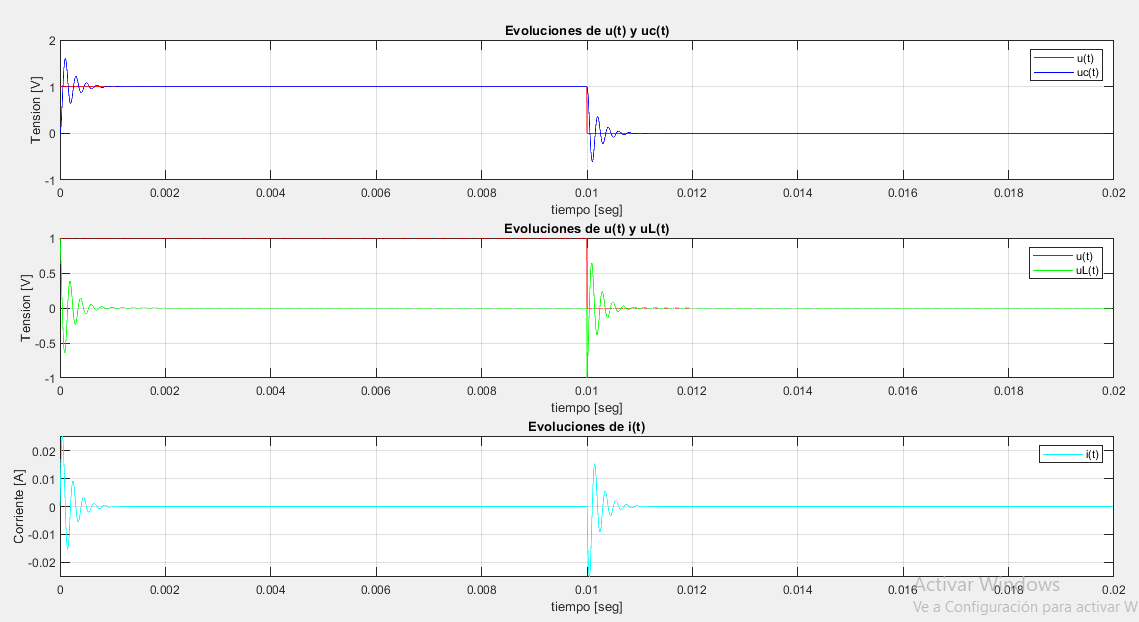 Evoluciones de u(t) y uc(t)
Tension [V]
2
1
0
-1
u(t)
uc(t)
0 0.002 0.004 0.006 0.008 0.01 0.012 0.014 0.016 0.018 0.02
tiempo [seg]
Evoluciones de u(t) y uL(t)
Tension [V]
1
0.5
0
-0.5
-1
u(t)
uL(t)
0 0.002 0.004 0.006 0.008 0.01 0.012 0.014 0.016 0.018 0.02
tiempo [seg]
Evoluciones de i(t)
Corriente [A]
0.02
0.01
0
-0.01
-0.02
i(t)
0 0.002 0.004 0.006 0.008 0.01 0.012 0.014 0.016 0.018 0.02
tiempo [seg]
Activar Windows
Ve a Configuración para activar W